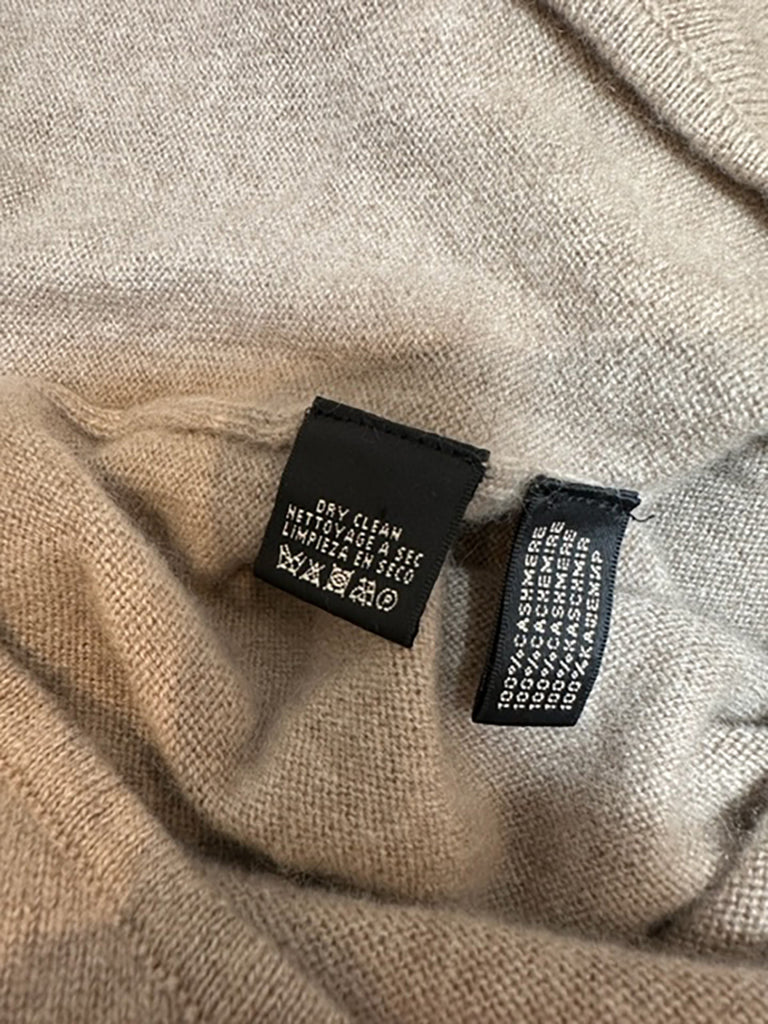 DRY CLEAN
NETTOYAGE A SEC
LIMPIEZA EN SECO
P
100%CASHMERE
100%CACHEMIRE
100%CASHMERE
100%KASCHMIR
100%КАШЕМИР